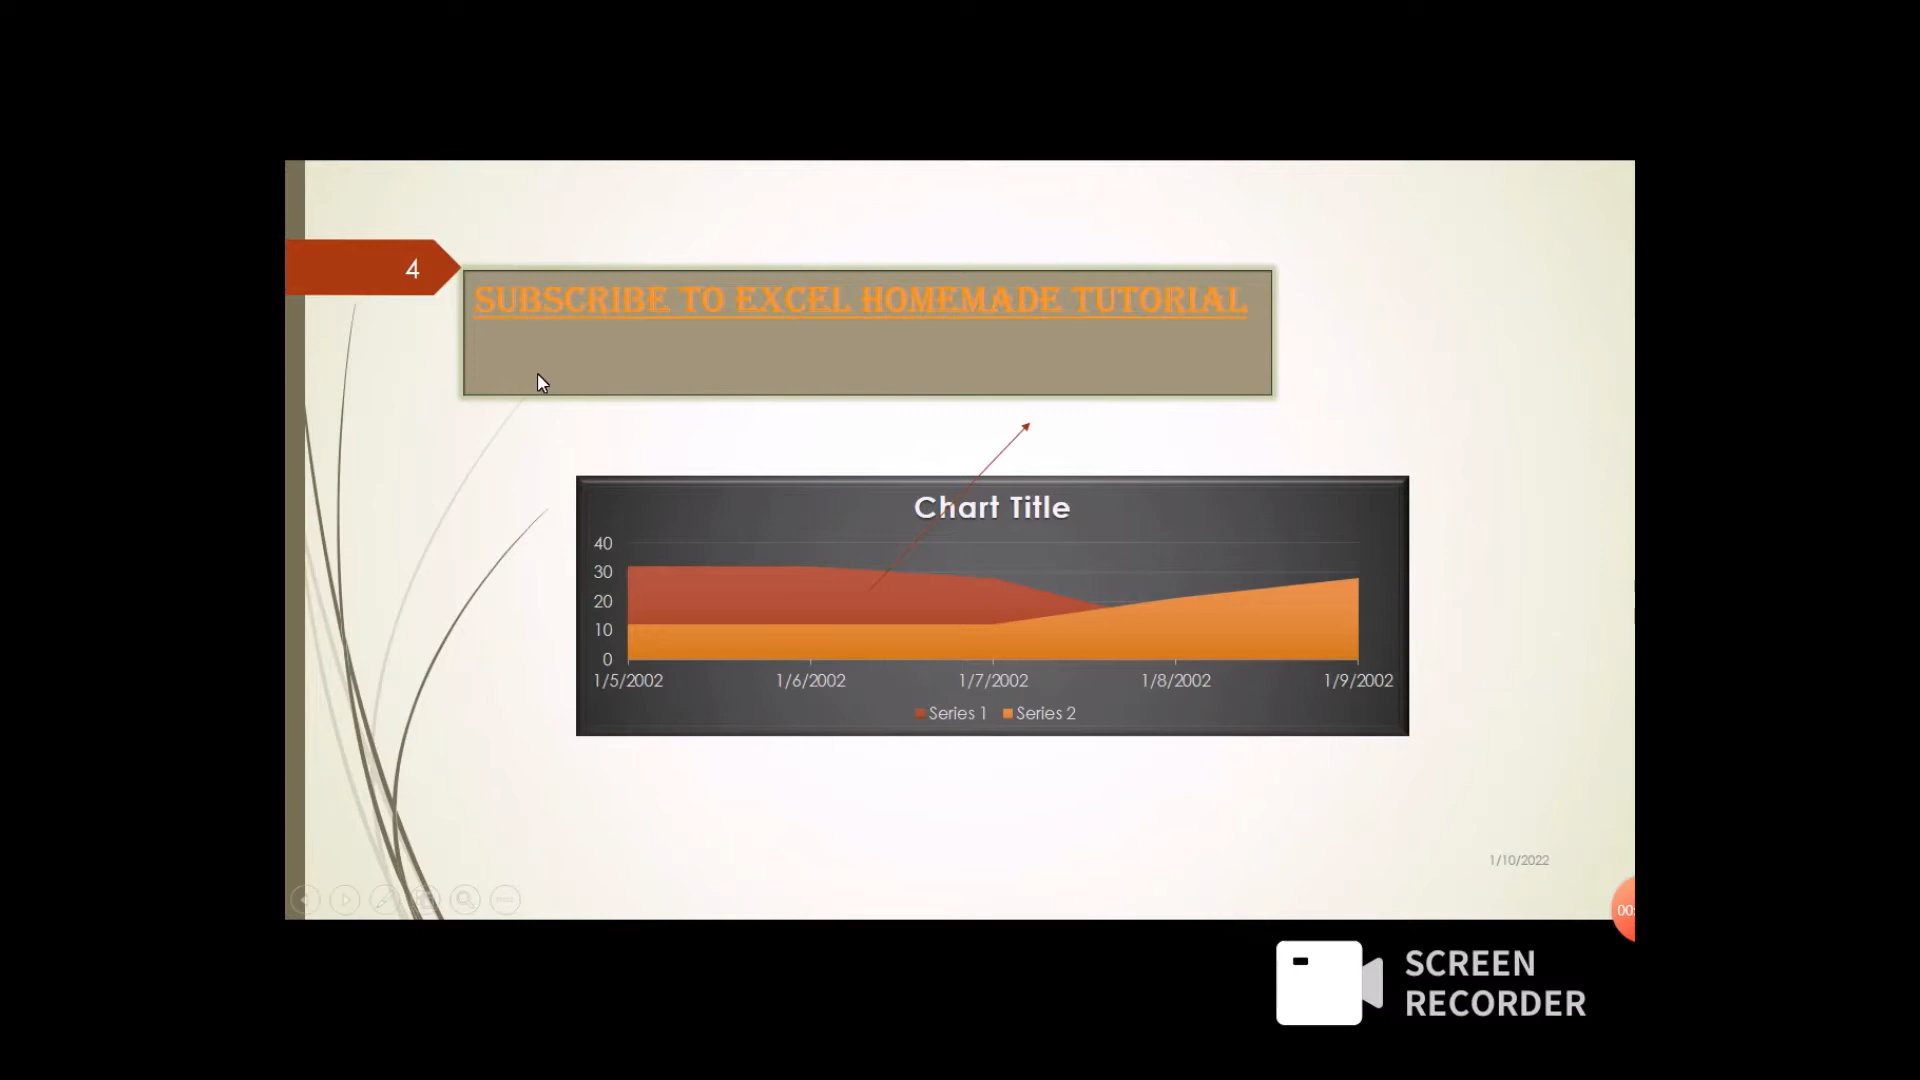 4
SUBSCRIBE TO EXCEL HOMEMADE TUTORIAL
Chart Title
40
30
20
10
0
1/5/2002 1/6/2002 1/7/2002 1/8/2002 1/9/2002
Series 1 Series 2
1/10/2022
00:
SCREEN
RECORDER